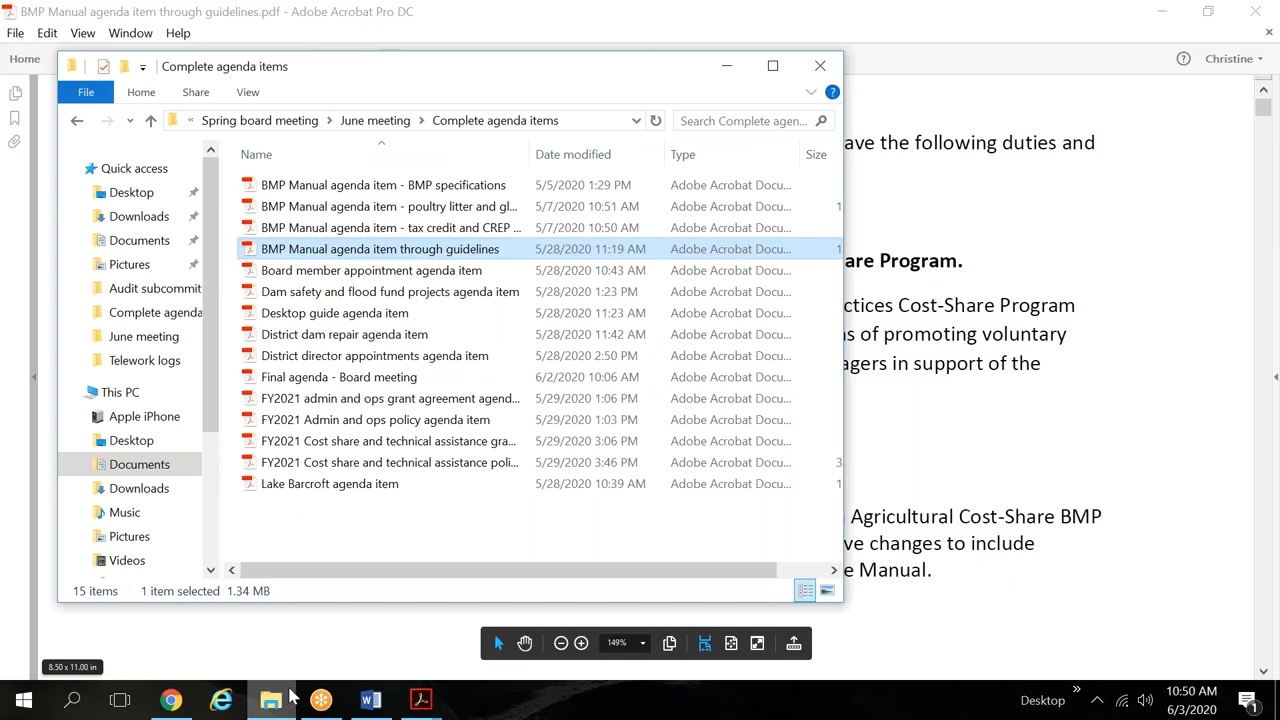 BMP Manual agenda item through guidelines.pdf - Adobe Acrobat Pro DC
File Edit View Window Help
Home
Christine
Complete agenda items
File Home Share View
« Spring board meeting > June meeting > Complete agenda items
Search Complete agen...
Name Date modified Type Size
BMP Manual agenda item - BMP specifications 5/5/2020 1:29 PM Adobe Acrobat Docu...
BMP Manual agenda item - poultry litter and gl... 5/7/2020 10:51 AM Adobe Acrobat Docu... 1
BMP Manual agenda item - tax credit and CREP ... 5/7/2020 10:50 AM Adobe Acrobat Docu...
BMP Manual agenda item through guidelines 5/28/2020 11:19 AM Adobe Acrobat Docu... 1
Board member appointment agenda item 5/28/2020 10:43 AM Adobe Acrobat Docu...
Dam safety and flood fund projects agenda item 5/28/2020 1:23 PM Adobe Acrobat Docu...
Desktop guide agenda item 5/28/2020 11:23 AM Adobe Acrobat Docu...
District dam repair agenda item 5/28/2020 11:42 AM Adobe Acrobat Docu...
District director appointments agenda item 5/28/2020 2:50 PM Adobe Acrobat Docu...
Final agenda - Board meeting 6/2/2020 10:06 AM Adobe Acrobat Docu...
FY2021 admin and ops grant agreement agend... 5/29/2020 1:06 PM Adobe Acrobat Docu...
FY2021 Admin and ops policy agenda item 5/29/2020 1:03 PM Adobe Acrobat Docu...
FY2021 Cost share and technical assistance gra... 5/29/2020 3:06 PM Adobe Acrobat Docu...
FY2021 Cost share and technical assistance poli... 5/29/2020 3:46 PM Adobe Acrobat Docu... 3
Lake Barcroft agenda item 5/28/2020 10:39 AM Adobe Acrobat Docu... 1
Quick access
Desktop
Downloads
Documents
Pictures
Audit subcommit
Complete agenda
June meeting
Telework logs
This PC
Apple iPhone
Desktop
Documents
Downloads
Music
Pictures
Videos
15 items 1 item selected 1.34 MB
ave the following duties and
are Program.
ctices Cost-Share Program
ns of promoting voluntary
agers in support of the
Agricultural Cost-Share BMP
ve changes to include
e Manual.
149%
8.50 x 11.00 in
Desktop
10:50 AM
6/3/2020
1